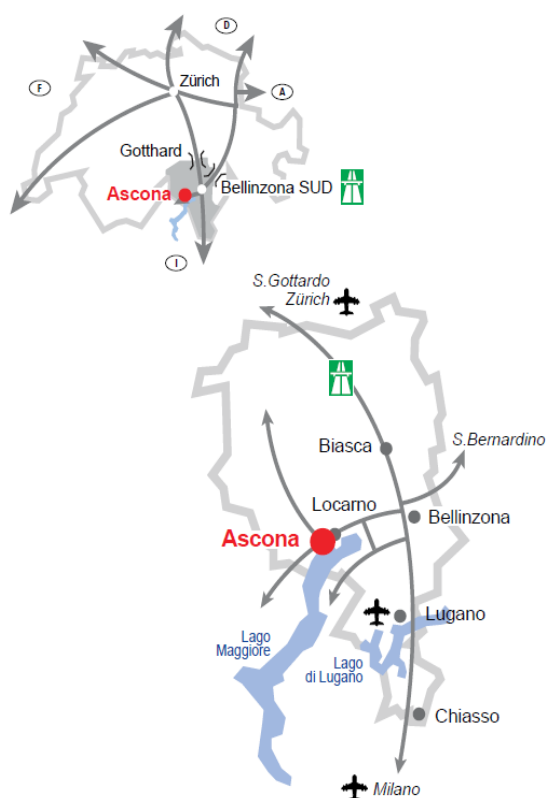 D
F
Zürich
A
Gotthard
Bellinzona SUD
Ascona
I
S.Gottardo
Zürich
Biasca
S.Bernardino
Locarno
Bellinzona
Ascona
Lugano
Lago
Maggiore
Lago
di Lugano
Chiasso
Milano